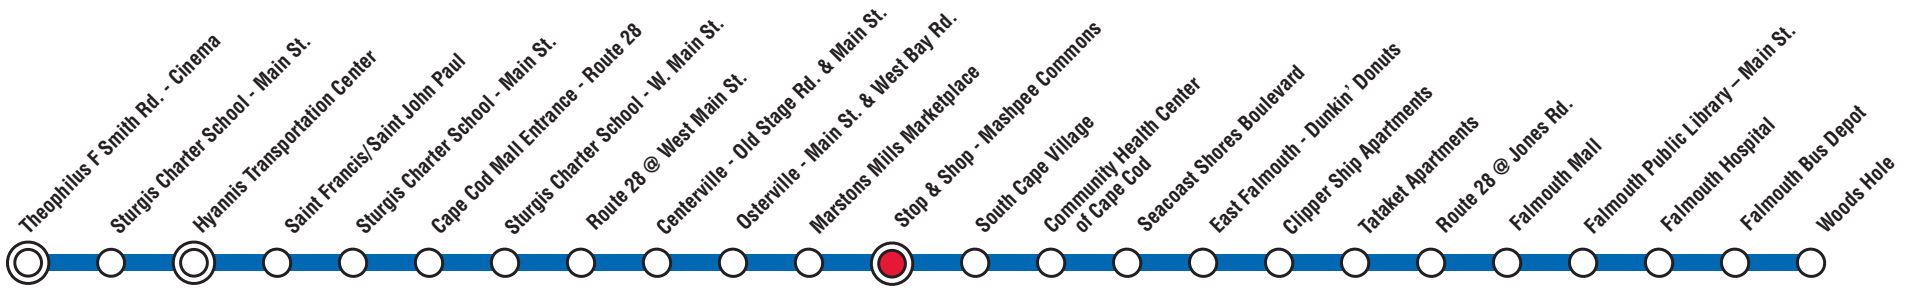 Theophilus F Smith Rd. - Cinema
Sturgis Charter School - Main St.
Hyannis Transportation Center
Saint Francis/Saint John Paul
Sturgis Charter School - Main St.
Cape Cod Mall Entrance - Route 28
Sturgis Charter School - W. Main St.
Route 28 @ West Main St.
Centerville - Old Stage Rd. & Main St.
Osterville - Main St. & West Bay Rd.
Marstons Mills Marketplace
Stop & Shop - Mashpee Commons
South Cape Village
Community Health Center
of Cape Cod
Seacoast Shores Boulevard
East Falmouth - Dunkin' Donuts
Clipper Ship Apartments
Tataket Apartments
Route 28 @ Jones Rd.
Falmouth Mall
Falmouth Public Library – Main St.
Falmouth Hospital
Falmouth Bus Depot
Woods Hole